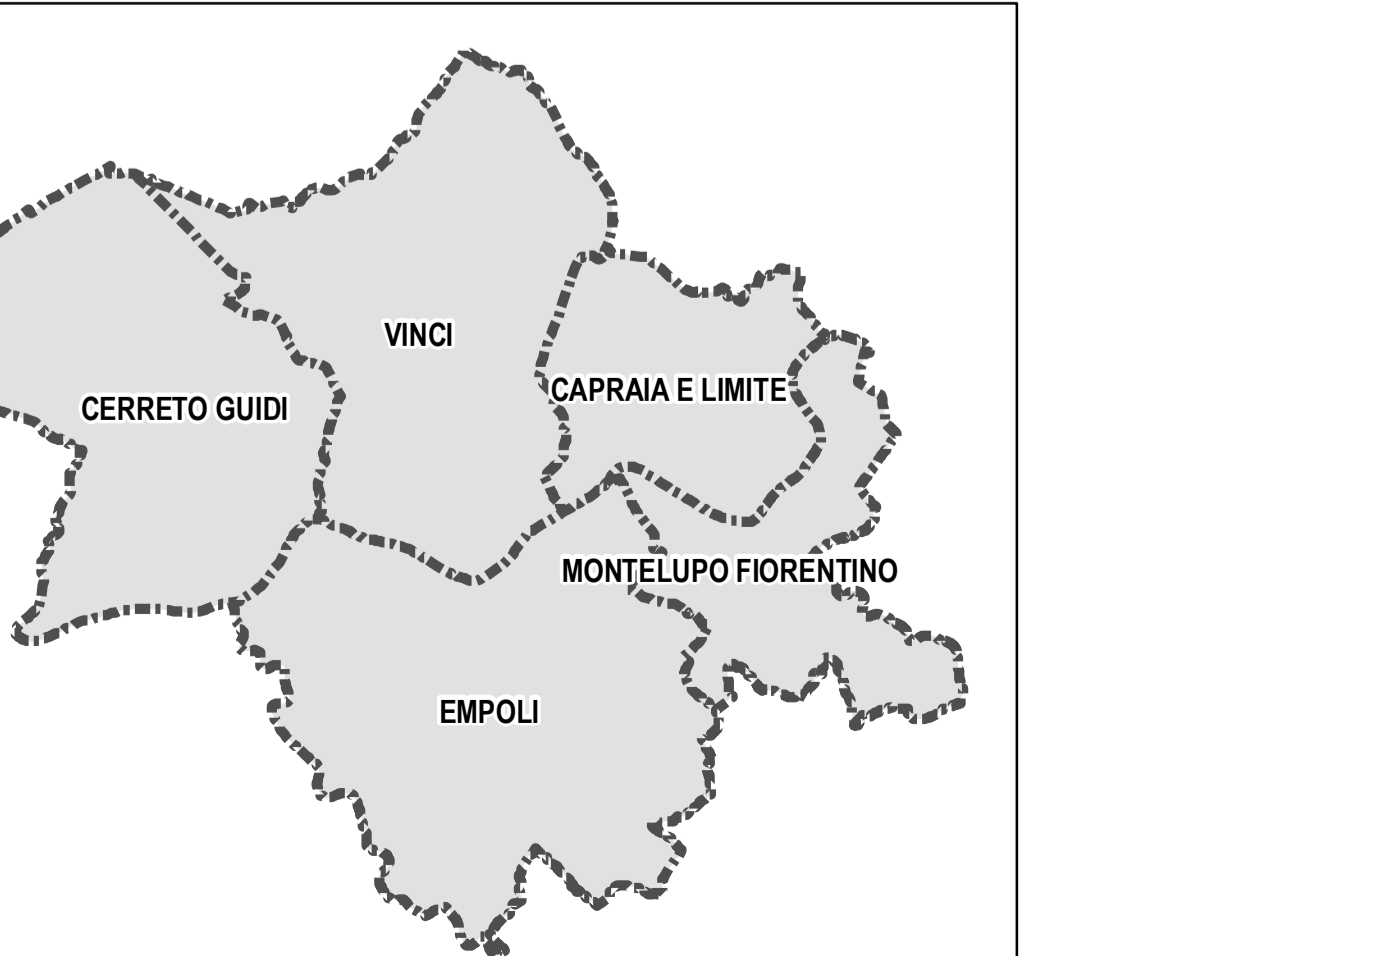 VINCI
CAPRAIA E LIMITE
CERRETO GUIDI
MONTELUPO FIORENTINO
EMPOLI